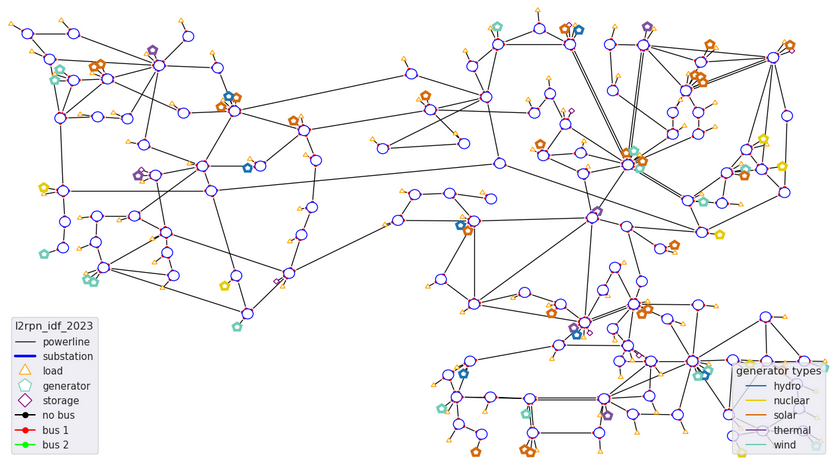 l2rpn_idf_2023
powerline
substation
load
generator
storage
no bus
bus 1
bus 2
generator types
hydro
nuclear
solar
thermal
wind